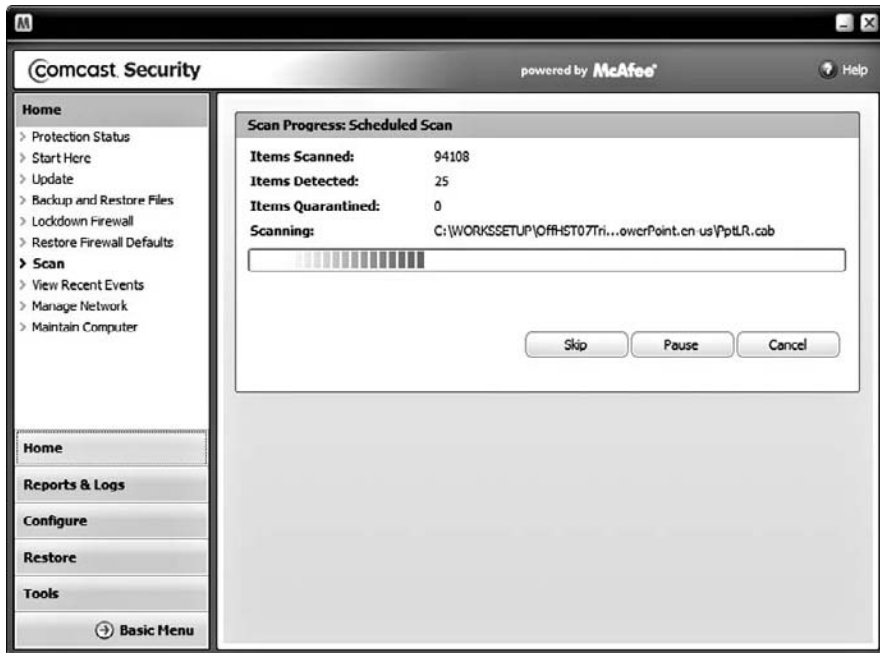 M
Comcast Security
powered by McAfee®
? Help
Home
> Protection Status
> Start Here
> Update
> Backup and Restore Files
> Lockdown Firewall
> Restore Firewall Defaults
> Scan
> View Recent Events
> Manage Network
> Maintain Computer
Home
Reports & Logs
Configure
Restore
Tools
Basic Menu
Scan Progress: Scheduled Scan
Items Scanned: 94108
Items Detected: 25
Items Quarantined: 0
Scanning: C:\WORKSSETUP\OffHST07Tri...owerPoint.en-us\PptLR.cab
Skip Pause Cancel